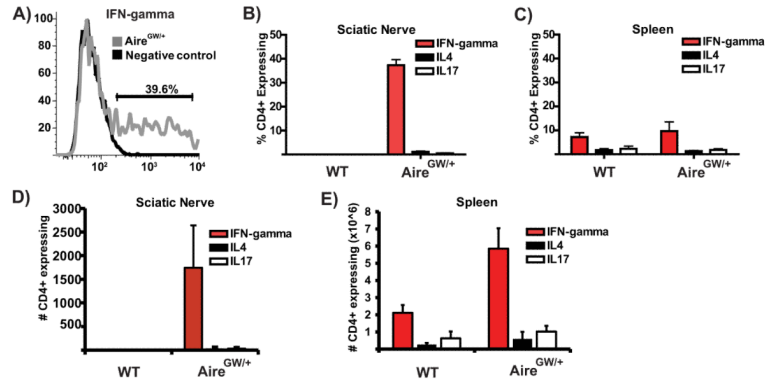 A)
IFN-gamma
Aire GW/+
Negative control
39.6%
100
80
60
40
20
10^2
10^3
10^4
B)
Sciatic Nerve
IFN-gamma
IL4
IL17
% CD4+ Expressing
50
40
30
20
10
WT
Aire GW/+
C)
Spleen
IFN-gamma
IL4
IL17
% CD4+ Expressing
50
40
30
20
10
0
WT
Aire GW/+
D)
Sciatic Nerve
IFN-gamma
IL4
IL17
# CD4+ expressing
3000
2500
2000
1500
1000
500
WT
Aire GW/+
E)
Spleen
IFN-gamma
IL4
IL17
# CD4+ expressing (x10^6)
8
7
6
5
4
3
2
1
WT
Aire GW/+